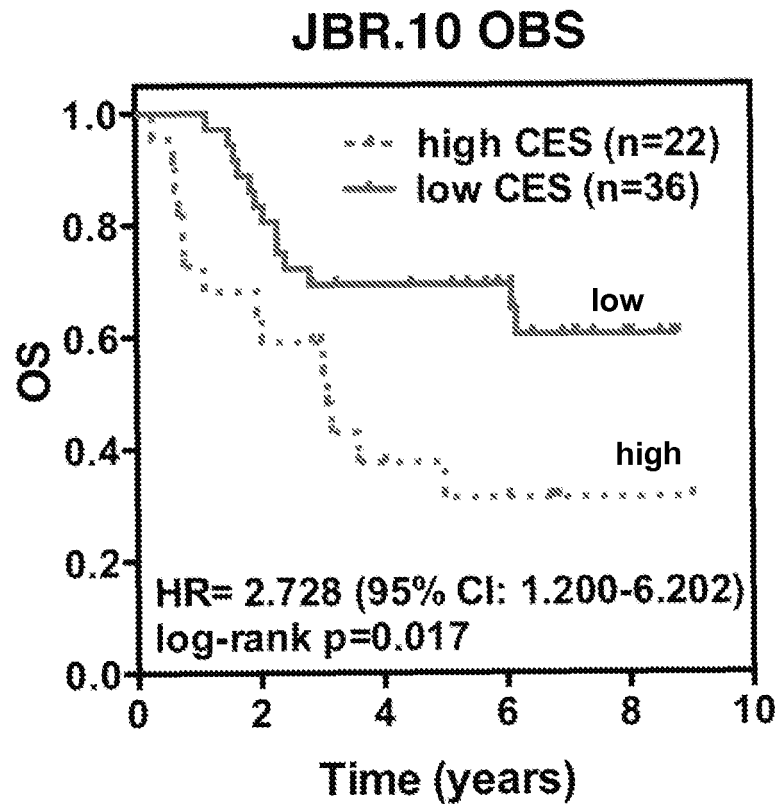 JBR.10 OBS
1.0
0.8
0.6
0.4
0.2
0.0
OS
high CES (n=22)
low CES (n=36)
low
high
HR= 2.728 (95% CI: 1.200-6.202)
log-rank p=0.017
0 2 4 6 8 10
Time (years)